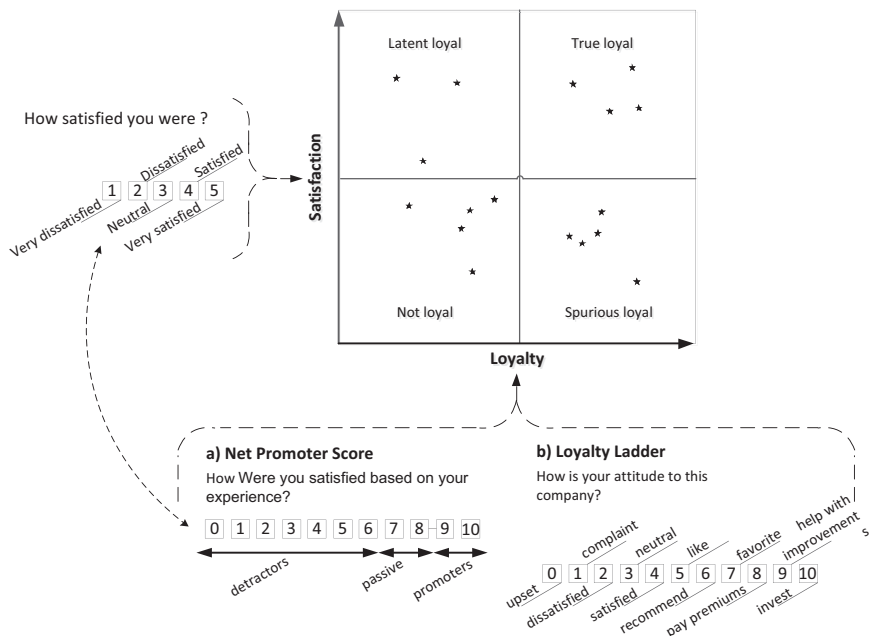 Latent loyal
True loyal
How satisfied you were ?
Dissatisfied
Satisfied
1 2 3 4 5
Very dissatisfied
Neutral
Very satisfied
Satisfaction
Not loyal
Spurious loyal
Loyalty
a) Net Promoter Score
How Were you satisfied based on your
experience?
0 1 2 3 4 5 6 7 8 9 10
detractors
passive
promoters
b) Loyalty Ladder
How is your attitude to this
company?
complaint
neutral
like
favorite
help with
improvement
s
0 1 2 3 4 5 6 7 8 9 10
upset
dissatisfied
satisfied
recommend
pay premiums
invest